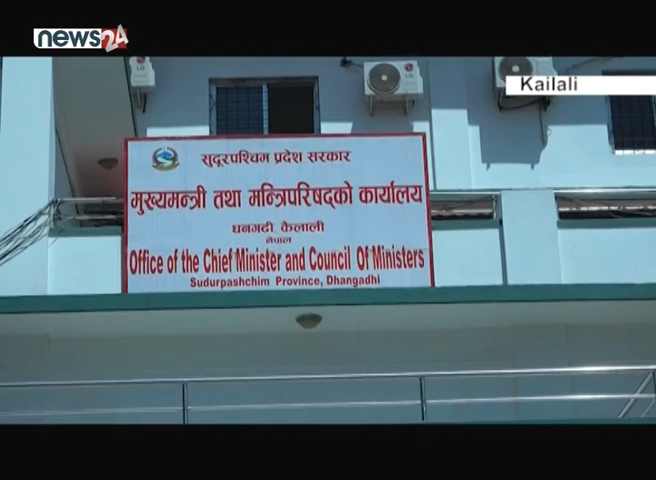 news24
Kailali
सुदूरपश्चिम प्रदेश सरकार
मुख्यमन्त्री तथा मन्त्रिपरिषद्को कार्यालय
धनगढी, कैलाली
नेपाल
Office of the Chief Minister and Council Of Ministers
Sudurpashchim Province, Dhangadhi